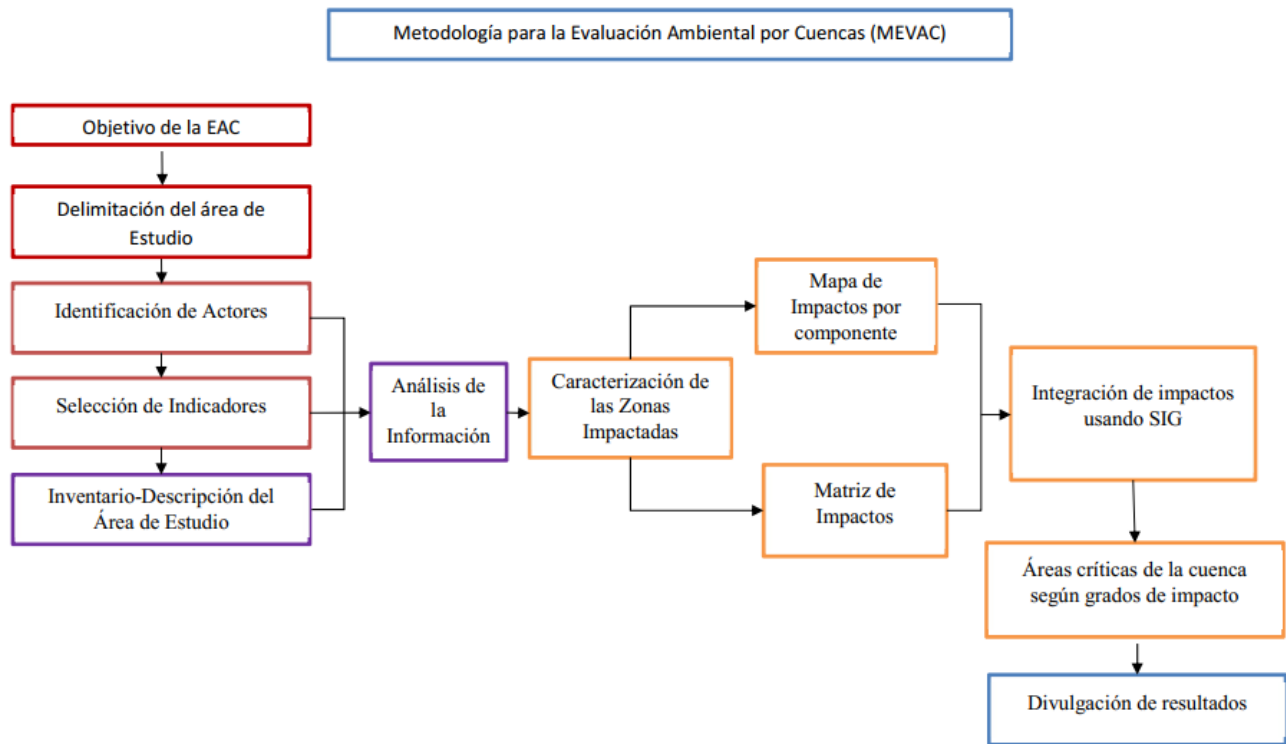 Metodología para la Evaluación Ambiental por Cuencas (MEVAC)
Objetivo de la EAC
Delimitación del área de
Estudio
Identificación de Actores
Selección de Indicadores
Inventario-Descripción del
Área de Estudio
Análisis de
la
Información
Caracterización de
las Zonas
Impactadas
Mapa de
Impactos por
componente
Matriz de
Impactos
Integración de impactos
usando SIG
Áreas críticas de la cuenca
según grados de impacto
Divulgación de resultados